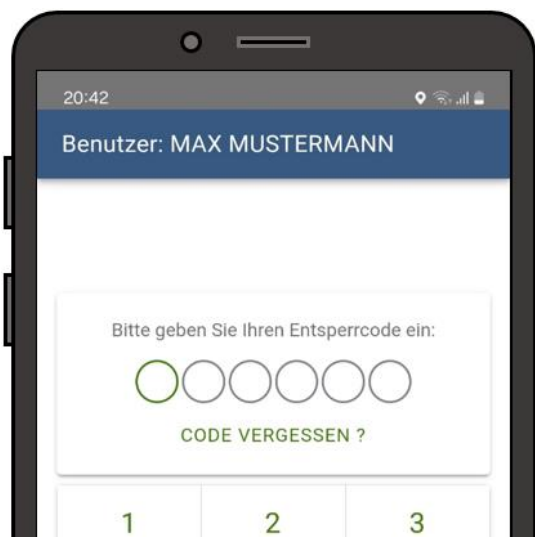 20:42
Benutzer: MAX MUSTERMANN
Bitte geben Sie Ihren Entsperrcode ein:
CODE VERGESSEN ?
1 2 3